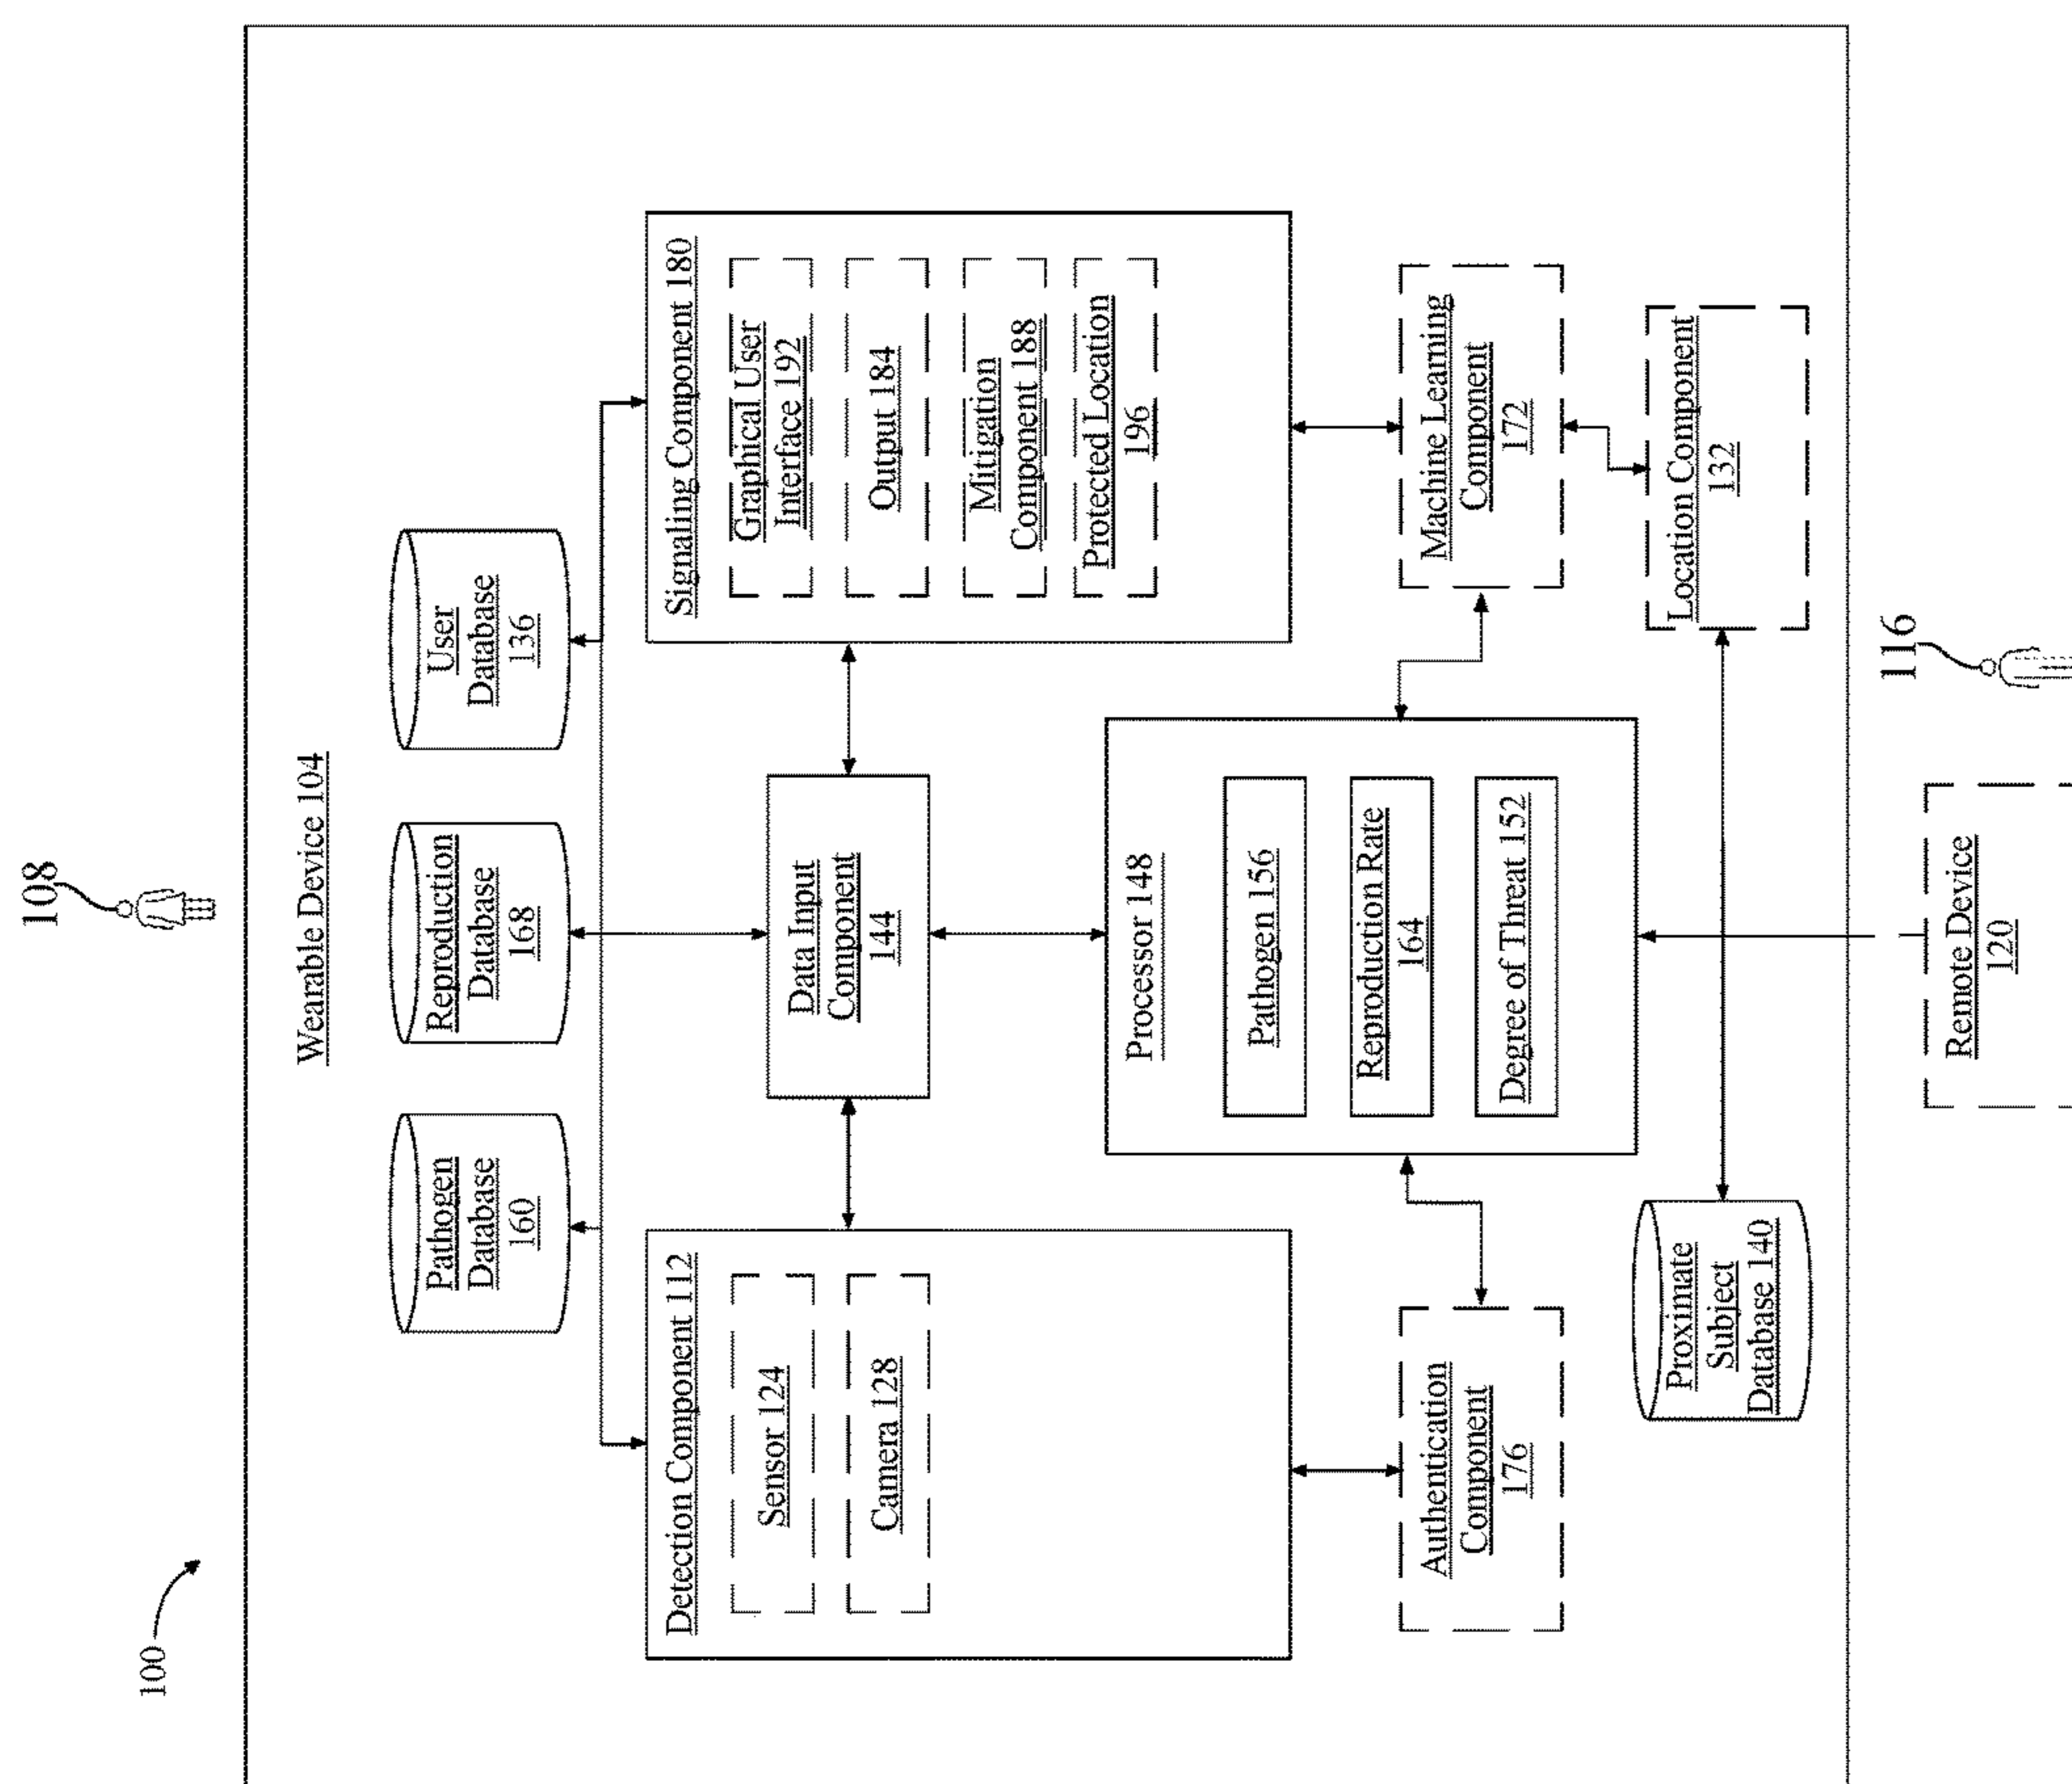 100
108
Wearable Device 104
Pathogen
Database
160
Reproduction
Database
168
User
Database
136
Detection Component 112
Sensor 124
Camera 128
Data Input
Component
144
Signaling Component 180
Graphical User
Interface 192
Output 184
Mitigation
Component 188
Protected Location
196
Processor 148
Pathogen 156
Reproduction Rate
164
Degree of Threat 152
Authentication
Component
176
Machine Learning
Component
172
Proximate
Subject
Database 140
Location Component
132
Remote Device
120
116